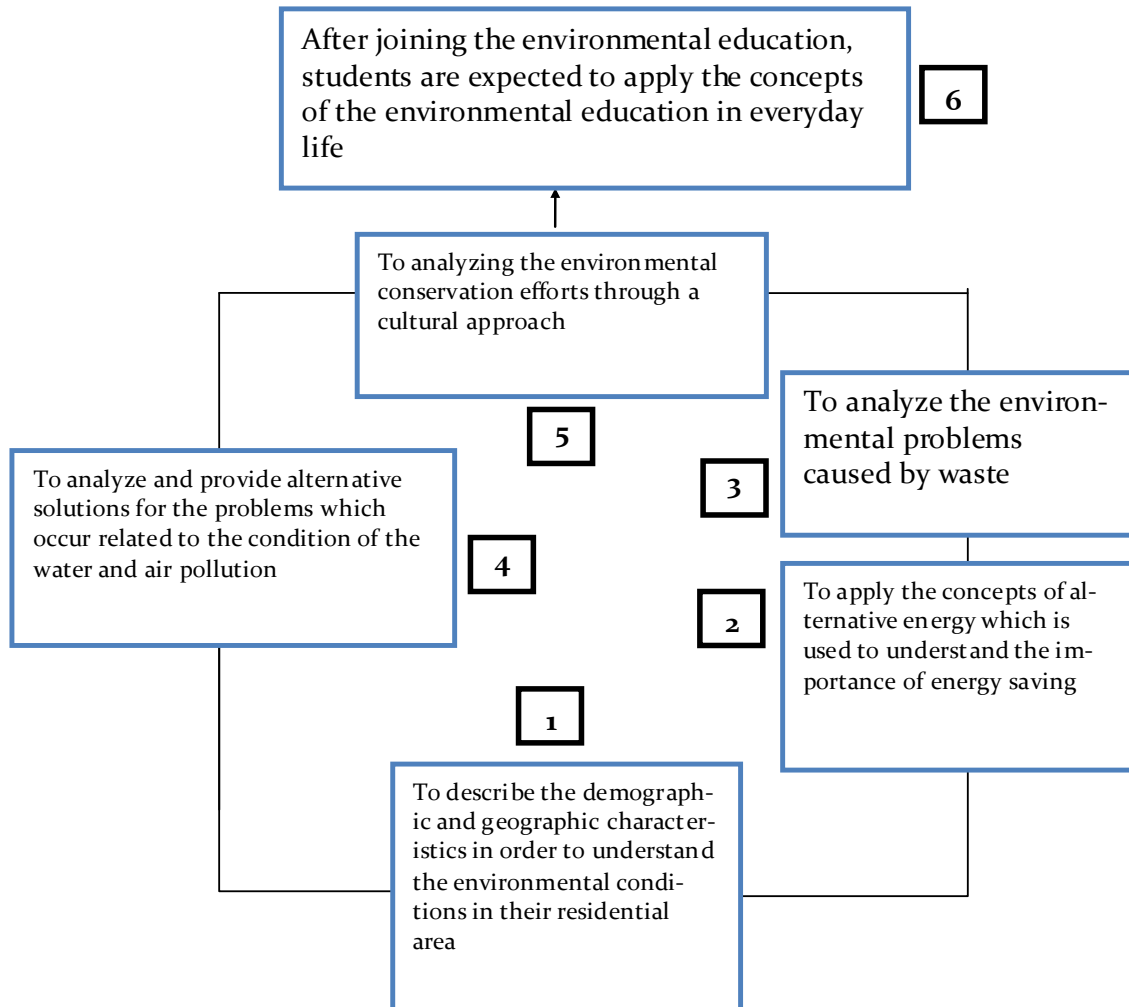 After joining the environmental education,
students are expected to apply the concepts
of the environmental education in everyday
life
6
To analyzing the environmental
conservation efforts through a
cultural approach
5
To analyze the environ-
mental problems
caused by waste
3
To analyze and provide alternative
solutions for the problems which
occur related to the condition of the
water and air pollution
4
To apply the concepts of al-
ternative energy which is
used to understand the im-
portance of energy saving
2
1
To describe the demograph-
ic and geographic character-
istics in order to understand
the environmental condi-
tions in their residential
area